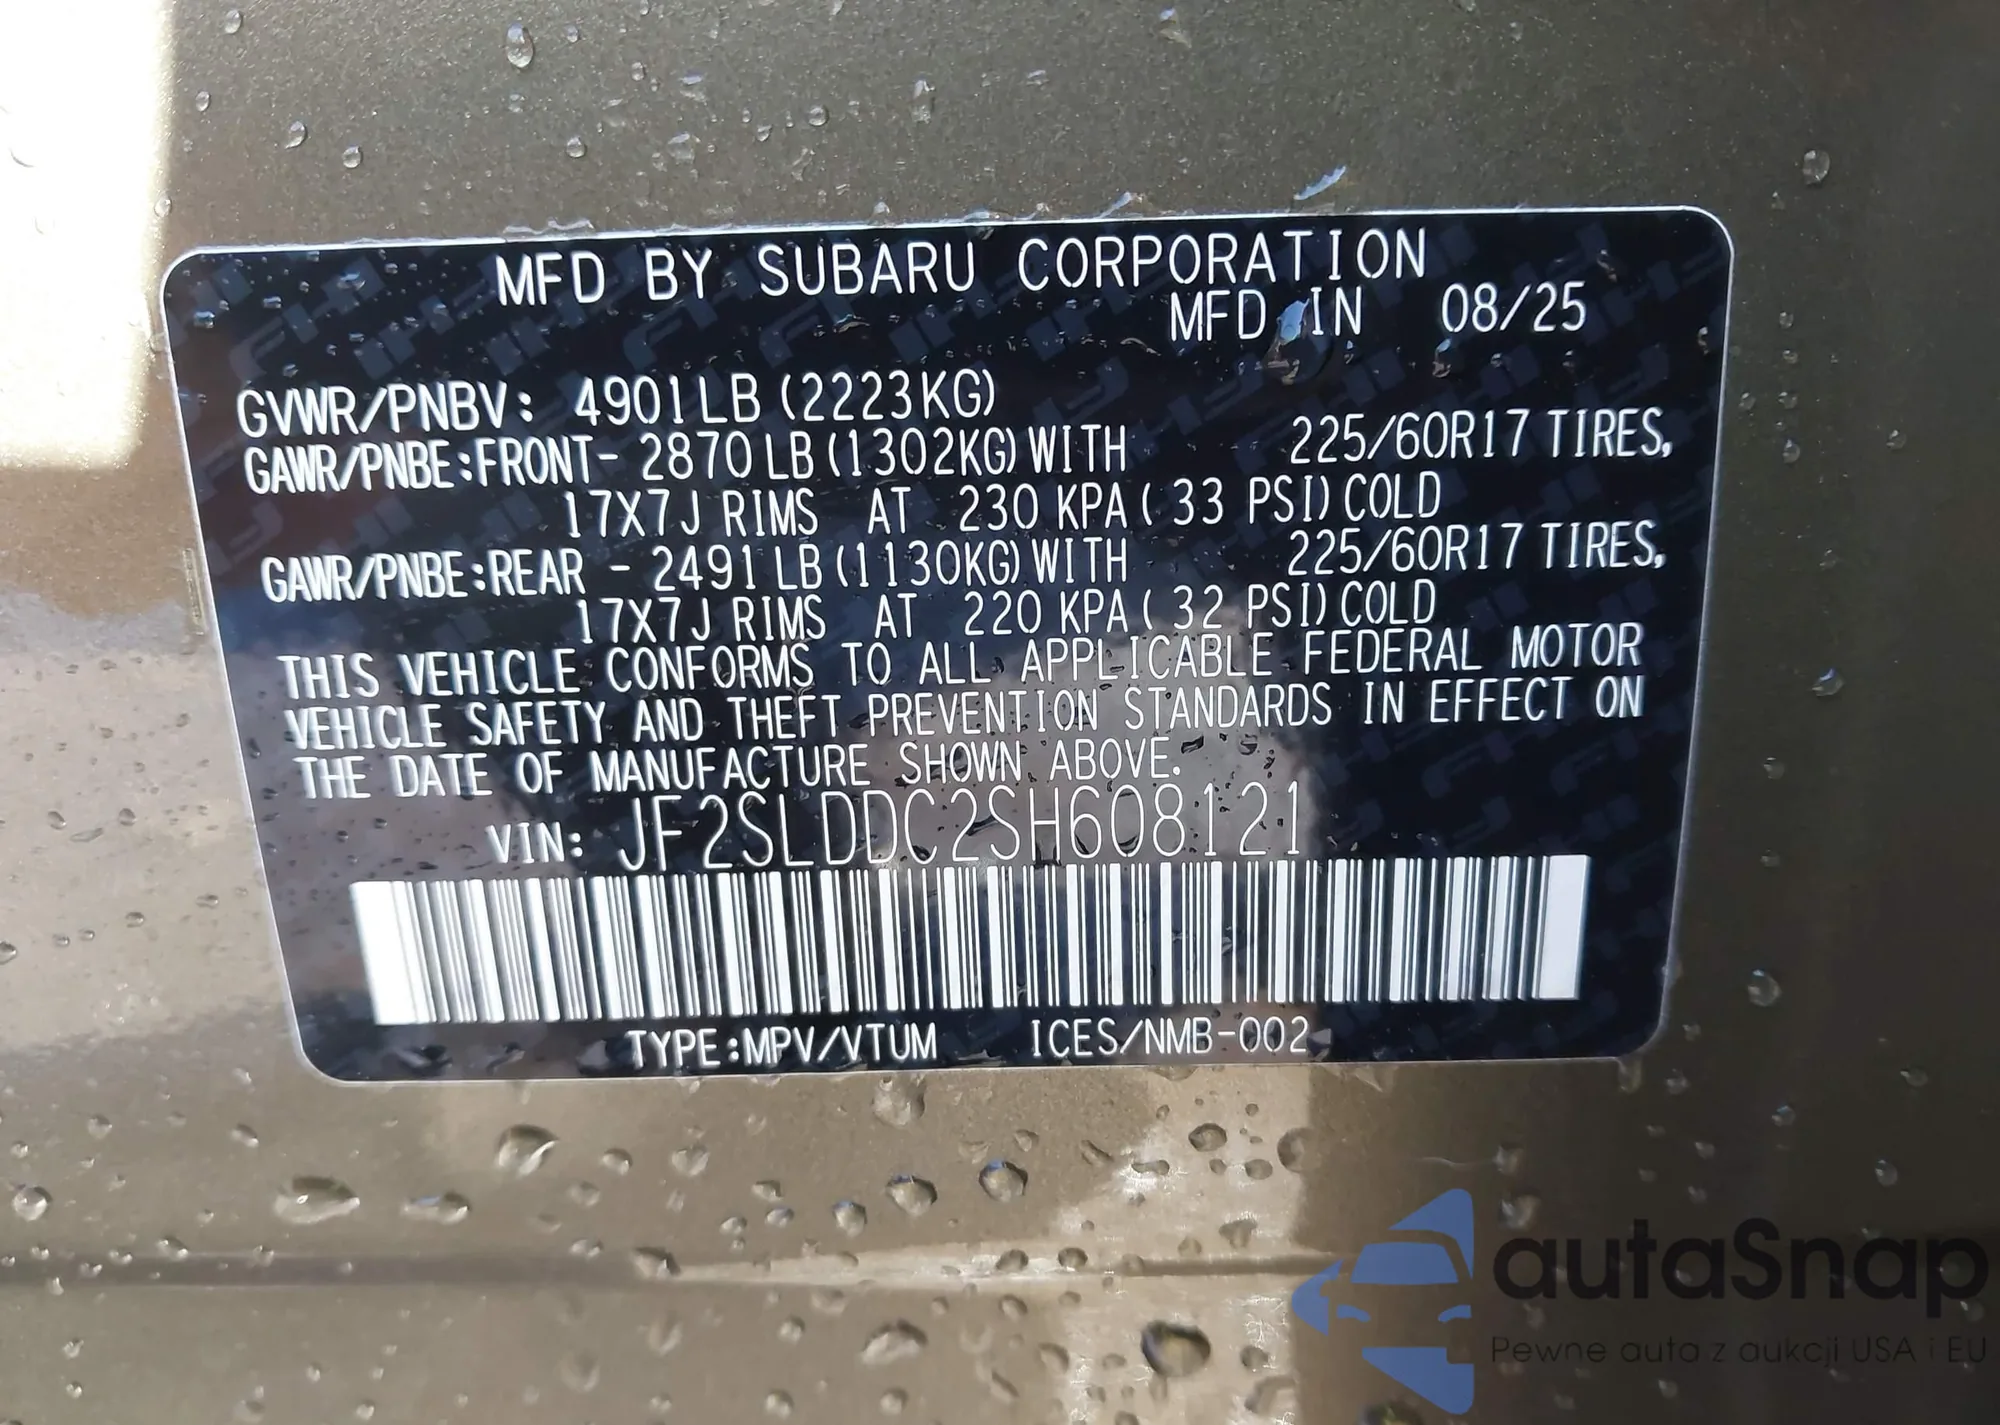 MFD BY SUBARU CORPORATION
MFD IN 08/25
GVWR/PNBV: 4901LB (2223KG)
GAWR/PNBE:FRONT- 2870LB (1302KG) WITH 225/60R17 TIRES,
17X7J RIMS AT 230 KPA ( 33 PSI) COLD
GAWR/PNBE:REAR - 2491LB (1130KG) WITH 225/60R17 TIRES,
17X7J RIMS AT 220 KPA ( 32 PSI) COLD
THIS VEHICLE CONFORMS TO ALL APPLICABLE FEDERAL MOTOR
VEHICLE SAFETY AND THEFT PREVENTION STANDARDS IN EFFECT ON
THE DATE OF MANUFACTURE SHOWN ABOVE.
VIN: JF2SLDDC2SH608121
TYPE:MPV/VTUM ICES/NMB-002
autaSnap
Pewne auta z aukcji USA i EU